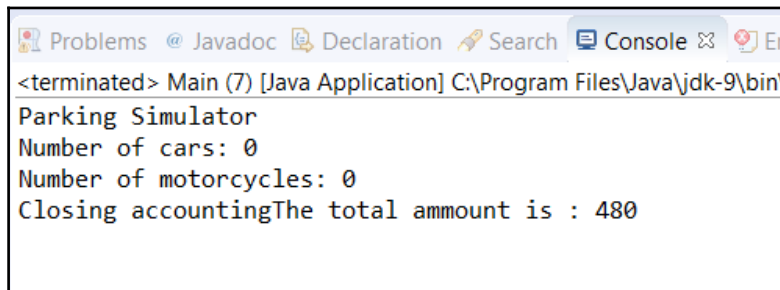 Problems @ Javadoc Declaration Search Console
<terminated> Main (7) [Java Application] C:\Program Files\Java\jdk-9\bin\
Parking Simulator
Number of cars: 0
Number of motorcycles: 0
Closing accountingThe total ammount is : 480